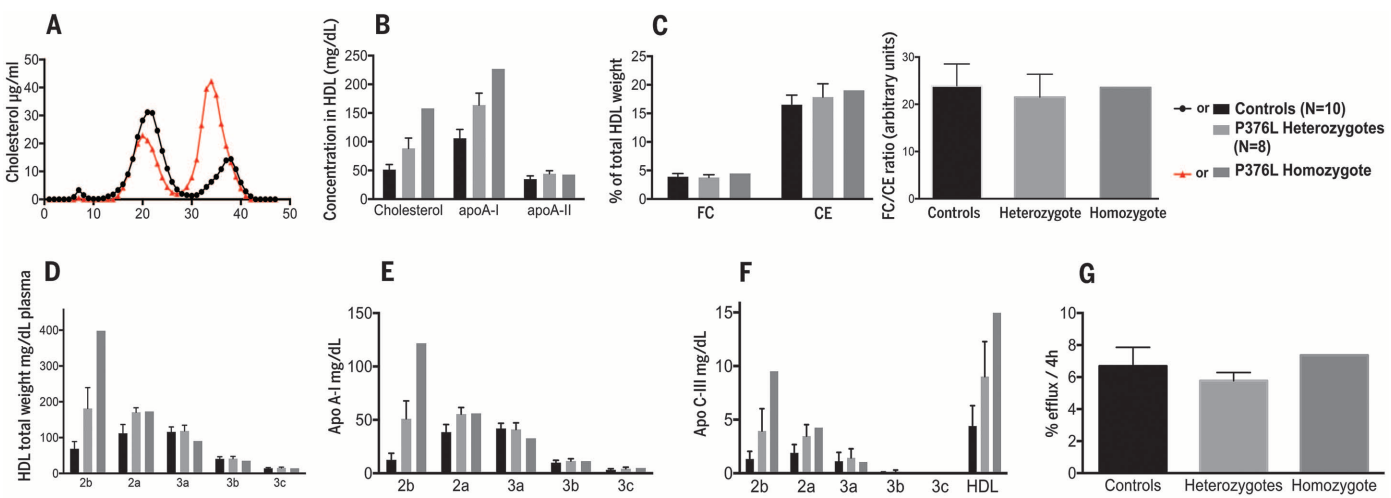 A
Cholesterol µg/ml
50
40
30
20
10
0
0 10 20 30 40 50
B
Concentration in HDL (mg/dL)
250
200
150
100
50
0
Cholesterol apoA-I apoA-II
C
% of total HDL weight
25
20
15
10
5
0
FC CE
FC/CE ratio (arbitrary units)
30
20
10
0
Controls Heterozygote Homozygote
or Controls (N=10)
P376L Heterozygotes
(N=8)
or P376L Homozygote
D
HDL total weight mg/dL plasma
400
300
200
100
0
2b 2a 3a 3b 3c
E
Apo A-I mg/dL
150
100
50
0
2b 2a 3a 3b 3c
F
Apo C-III mg/dL
15
10
5
0
2b 2a 3a 3b 3c HDL
G
% efflux / 4h
10
8
6
4
2
0
Controls Heterozygotes Homozygote